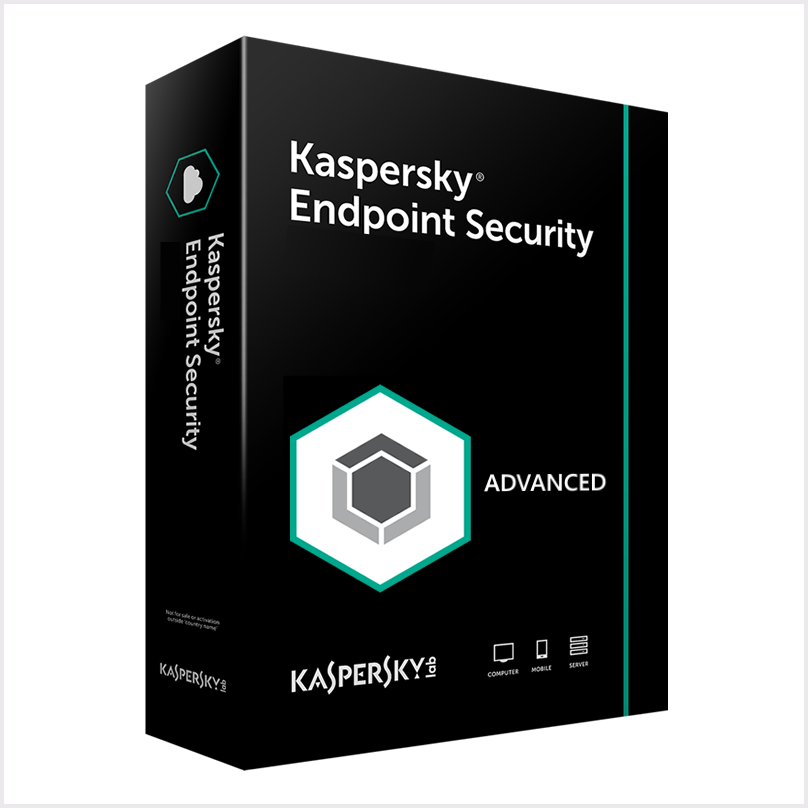 Kaspersky®
Endpoint Security
ADVANCED
KASPERSKY lab
COMPUTER
MOBILE
SERVER
Kaspersky®
Endpoint Security
Not for sale or activation
outside 'country name'
KASPERSKY lab